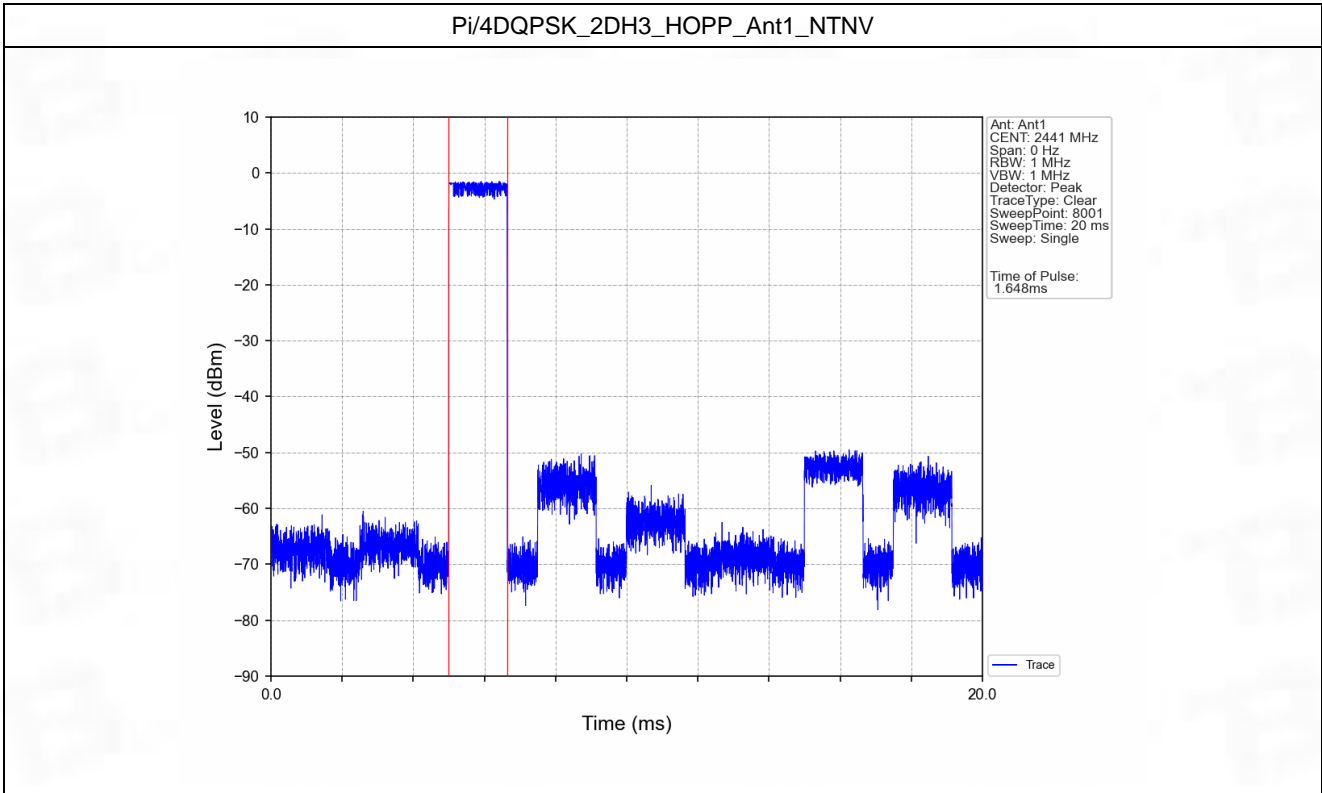 Pi/4DQPSK_2DH3_HOPP_Ant1_NTNV
10
0
−10
−20
−30
−40
−50
−60
−70
−80
−90
Level (dBm)
0.0
20.0
Time (ms)
Ant: Ant1
CENT: 2441 MHz
Span: 0 Hz
RBW: 1 MHz
VBW: 1 MHz
Detector: Peak
TraceType: Clear
SweepPoint: 8001
SweepTime: 20 ms
Sweep: Single
Time of Pulse:
1.648ms
Trace